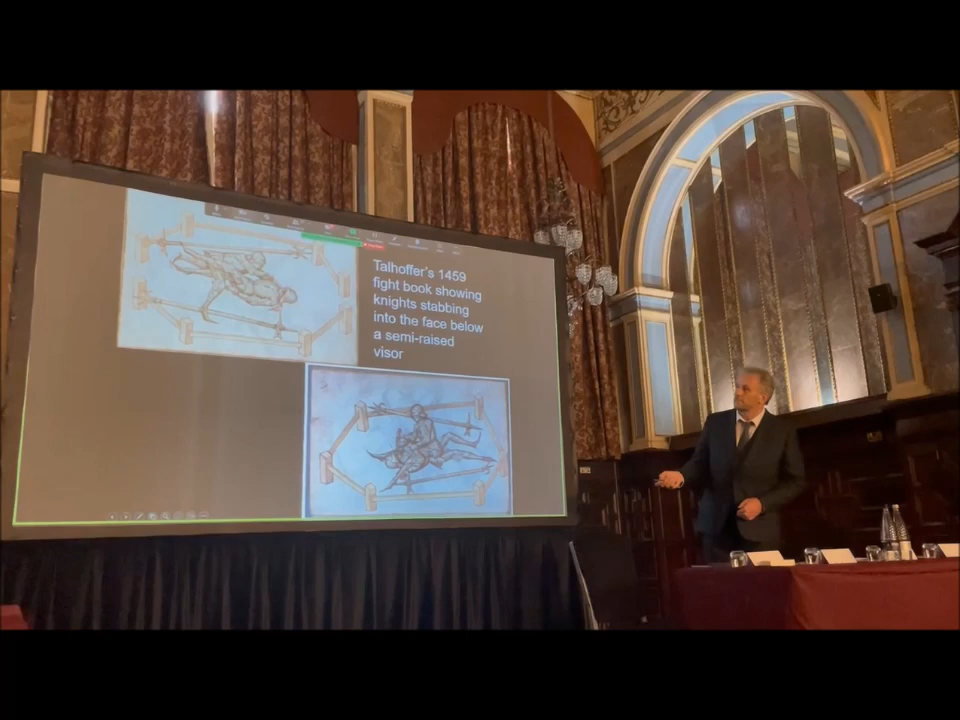 Talhoffer's 1459
fight book showing
knights stabbing
into the face below
a semi-raised
visor